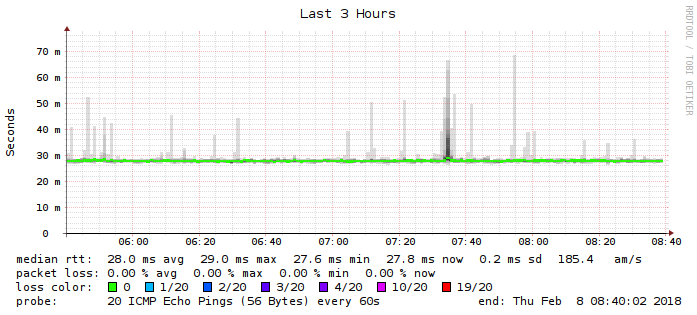 Last 3 Hours
RRDTOOL / TOBI OETIKER
Seconds
70 m
60 m
50 m
40 m
30 m
20 m
10 m
0
06:00 06:20 06:40 07:00 07:20 07:40 08:00 08:20 08:40
median rtt: 28.0 ms avg 29.0 ms max 27.6 ms min 27.8 ms now 0.2 ms sd 185.4 am/s
packet loss: 0.00 % avg 0.00 % max 0.00 % min 0.00 % now
loss color: 0 1/20 2/20 3/20 4/20 10/20 19/20
probe: 20 ICMP Echo Pings (56 Bytes) every 60s end: Thu Feb 8 08:40:02 2018